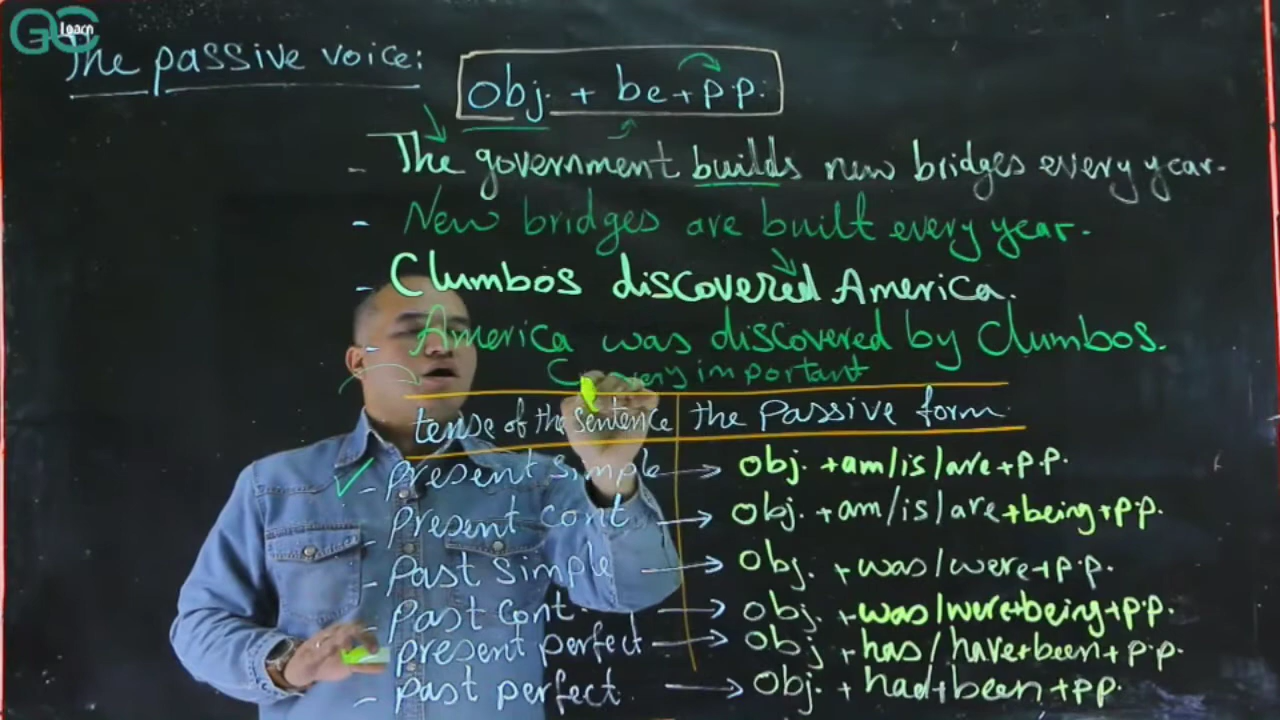 GC Learn
The passive voice:
obj. + be + p.p.
- The government builds new bridges every year.
- New bridges are built every year.
- Clumbos discovered America.
- America was discovered by Clumbos.
very important
tense of the sentence the passive form
- present simple → obj. + am/is/are + p.p.
- present cont → obj. + am/is/are + being + p.p.
- past simple → obj. + was/were + p.p.
- past cont. → obj. + was/were + being + p.p.
- present perfect → obj + has/have + been + p.p.
- past perfect. → obj. + had + been + pp.